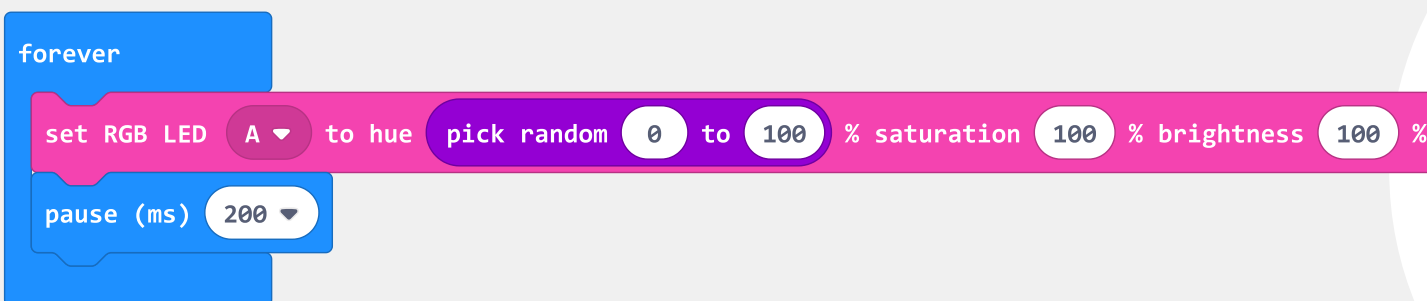 forever
set RGB LED A to hue pick random 0 to 100 % saturation 100 % brightness 100 %
pause (ms) 200